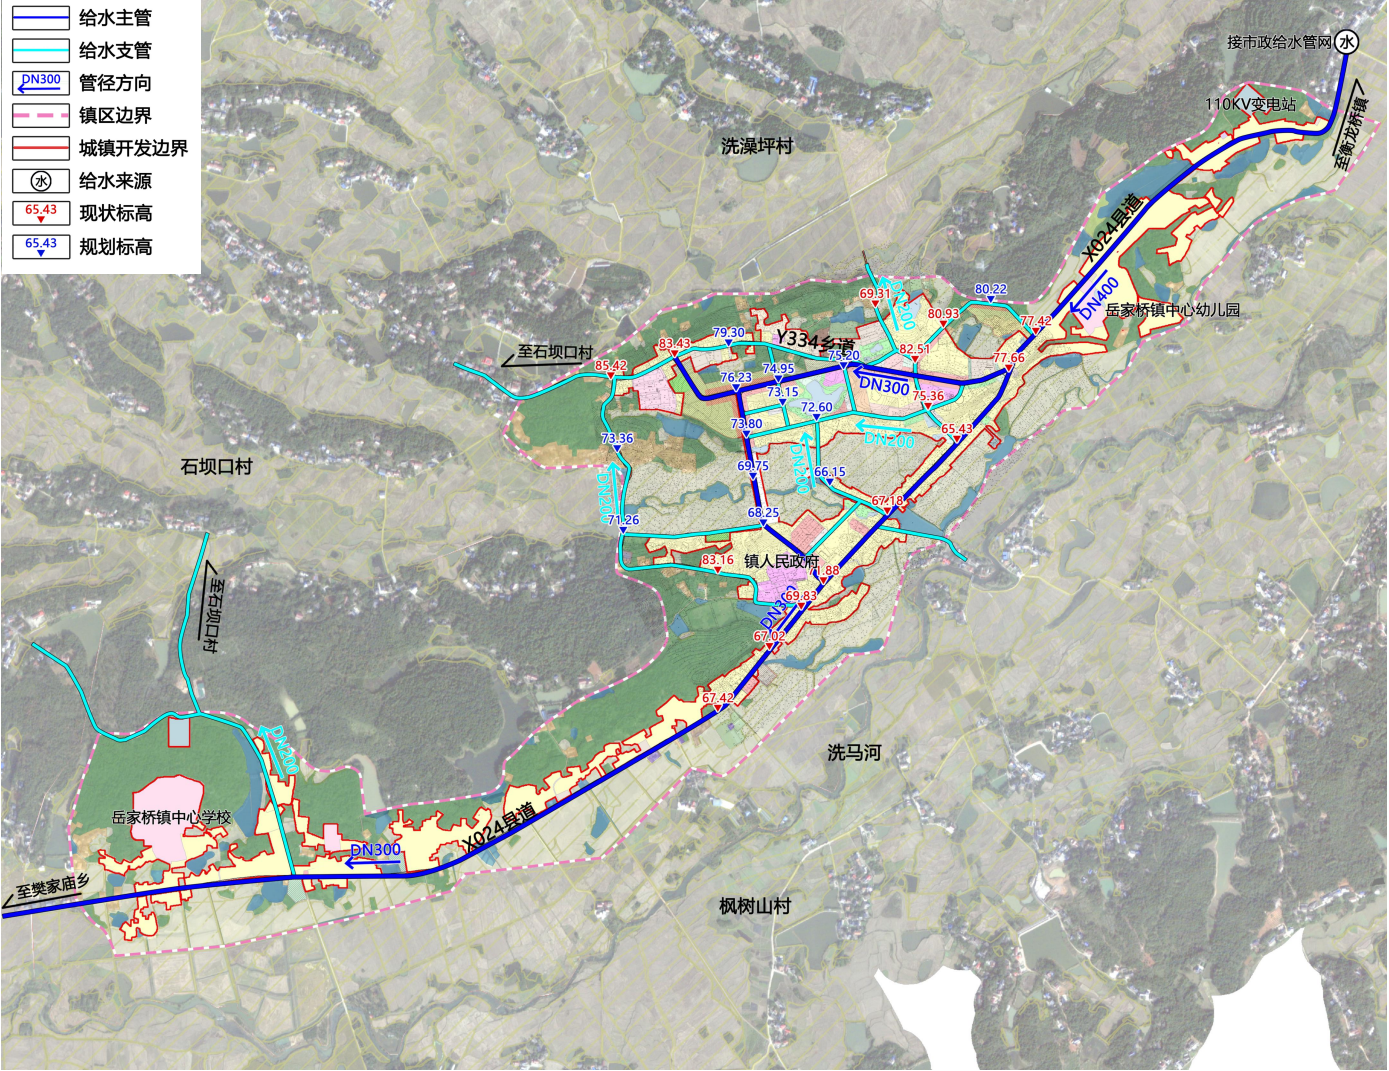 给水主管
给水支管
DN300
管径方向
镇区边界
城镇开发边界
水
给水来源
65.43
现状标高
65.43
规划标高
接市政给水管网
水
110KV变电站
至衡龙桥镇
洗澡坪村
X024县道
DN400
岳家桥镇中心幼儿园
80.22
69.31
DN200
80.93
77.42
79.30
Y334乡道
83.43
至石坝口村
85.42
82.51
75.20
77.66
74.95
76.23
DN300
73.15
75.36
72.60
73.80
65.43
DN200
73.36
石坝口村
69.75
DN200
66.15
DN200
67.18
68.25
71.26
83.16
镇人民政府
1.88
69.83
至石坝口村
67.02
67.42
DN200
洗马河
岳家桥镇中心学校
X024县道
DN300
至樊家庙乡
枫树山村